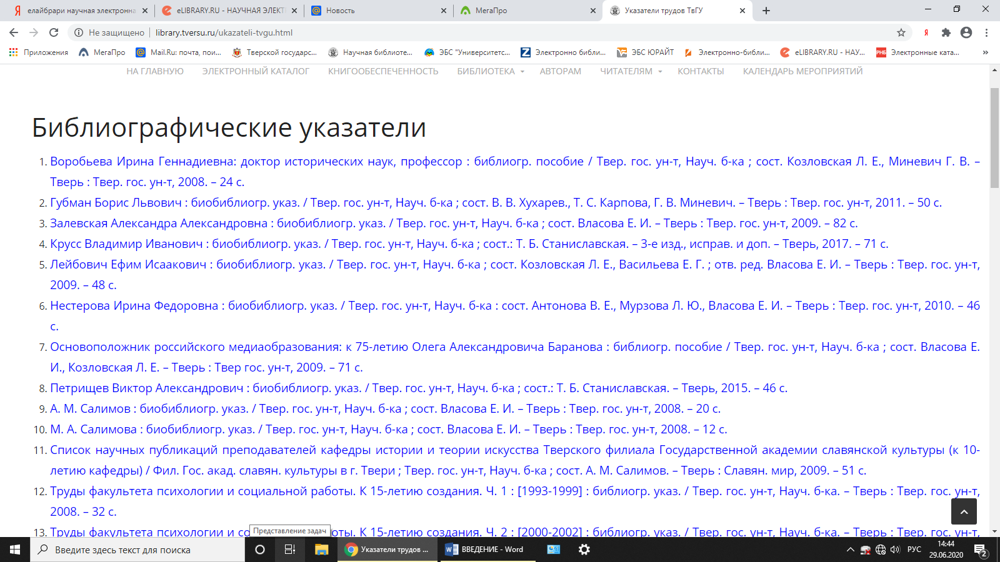 елайбрари научная электронна
eLIBRARY.RU - НАУЧНАЯ ЭЛЕКТ
Новость
МегаПро
Указатели трудов ТвГУ
Не защищено
library.tversu.ru/ukazateli-tvgu.html
Приложения
МегаПро
Mail.Ru: почта, пои...
Тверской государс...
Научная библиоте...
ЭБС "Университетс...
Электронно библи...
ЭБС ЮРАЙТ
Электронно-библи...
eLIBRARY.RU - НАУ...
Электронные ката...
НА ГЛАВНУЮ ЭЛЕКТРОННЫЙ КАТАЛОГ КНИГООБЕСПЕЧЕННОСТЬ БИБЛИОТЕКА АВТОРАМ ЧИТАТЕЛЯМ КОНТАКТЫ КАЛЕНДАРЬ МЕРОПРИЯТИЙ
Библиографические указатели
1. Воробьева Ирина Геннадиевна: доктор исторических наук, профессор : библиогр. пособие / Твер. гос. ун-т, Науч. б-ка ; сост. Козловская Л. Е., Миневич Г. В. –
Тверь : Твер. гос. ун-т, 2008. – 24 с.
2. Губман Борис Львович : биобиблиогр. указ. / Твер. гос. ун-т, Науч. б-ка ; сост. В. В. Хухарев., Т. С. Карпова, Г. В. Миневич. – Тверь : Твер. гос. ун-т, 2011. – 50 с.
3. Залевская Александра Александровна : биобиблиогр. указ. / Твер. гос. ун-т, Науч. б-ка ; сост. Власова Е. И. – Тверь : Твер. гос. ун-т, 2009. – 82 с.
4. Крусс Владимир Иванович : биобиблиогр. указ. / Твер. гос. ун-т, Науч. б-ка ; сост.: Т. Б. Станиславская. – 3-е изд., исправ. и доп. – Тверь, 2017. – 71 с.
5. Лейбович Ефим Исаакович : биобиблиогр. указ. / Твер. гос. ун-т, Науч. б-ка ; сост. Козловская Л. Е., Васильева Е. Г. ; отв. ред. Власова Е. И. – Тверь : Твер. гос. ун-т,
2009. – 48 с.
6. Нестерова Ирина Федоровна : биобиблиогр. указ. / Твер. гос. ун-т, Науч. б-ка : сост. Антонова В. Е., Мурзова Л. Ю., Власова Е. И. – Тверь : Твер. гос. ун-т, 2010. – 46
с.
7. Основоположник российского медиаобразования: к 75-летию Олега Александровича Баранова : библиогр. пособие / Твер. гос. ун-т, Науч. б-ка ; сост. Власова Е.
И., Козловская Л. Е. – Тверь : Твер гос. ун-т, 2009. – 71 с.
8. Петрищев Виктор Александрович : биобиблиогр. указ. / Твер. гос. ун-т, Науч. б-ка ; сост.: Т. Б. Станиславская. – Тверь, 2015. – 46 с.
9. А. М. Салимов : биобиблиогр. указ. / Твер. гос. ун-т, Науч. б-ка ; сост. Власова Е. И. – Тверь : Твер. гос. ун-т, 2008. – 20 с.
10. М. А. Салимова : биобиблиогр. указ. / Твер. гос. ун-т, Науч. б-ка ; сост. Власова Е. И. – Тверь : Твер. гос. ун-т, 2008. – 12 с.
11. Список научных публикаций преподавателей кафедры истории и теории искусства Тверского филиала Государственной академии славянской культуры (к 10-
летию кафедры) / Фил. Гос. акад. славян. культуры в г. Твери ; Твер. гос. ун-т, Науч. б-ка ; сост. А. М. Салимов. – Тверь : Славян. мир, 2009. – 51 с.
12. Труды факультета психологии и социальной работы. К 15-летию создания. Ч. 1 : [1993-1999] : библиогр. указ. / Твер. гос. ун-т, Науч. б-ка. – Тверь : Твер. гос. ун-т,
2008. – 32 с.
13. Труды факультета психологии и со
оты. К 15-летию создания. Ч. 2 : [2000-2002] : библиогр. указ. / Твер. гос. ун-т, Науч. б-ка. – Тверь : Твер. гос. ун-т,
Представление задач
Введите здесь текст для поиска
Указатели трудов ...
ВВЕДЕНИЕ - Word
РУС
14:44
29.06.2020
2